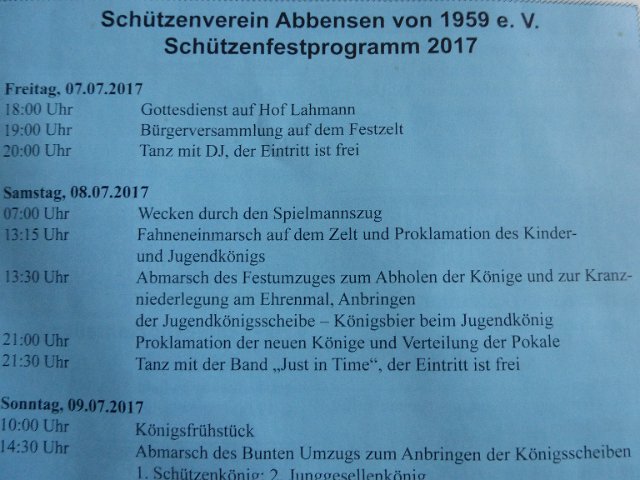 Schützenverein Abbensen von 1959 e. V.
Schützenfestprogramm 2017
Freitag, 07.07.2017
18:00 Uhr Gottesdienst auf Hof Lahmann
19:00 Uhr Bürgerversammlung auf dem Festzelt
20:00 Uhr Tanz mit DJ, der Eintritt ist frei
Samstag, 08.07.2017
07:00 Uhr Wecken durch den Spielmannszug
13:15 Uhr Fahneneinmarsch auf dem Zelt und Proklamation des Kinder-
und Jugendkönigs
13:30 Uhr Abmarsch des Festumzuges zum Abholen der Könige und zur Kranz-
niederlegung am Ehrenmal, Anbringen
der Jugendkönigsscheibe – Königsbier beim Jugendkönig
21:00 Uhr Proklamation der neuen Könige und Verteilung der Pokale
21:30 Uhr Tanz mit der Band „Just in Time“, der Eintritt ist frei
Sonntag, 09.07.2017
10:00 Uhr Königsfrühstück
14:30 Uhr Abmarsch des Bunten Umzugs zum Anbringen der Königsscheiben
1. Schützenkönig; 2. Junggesellenkönig